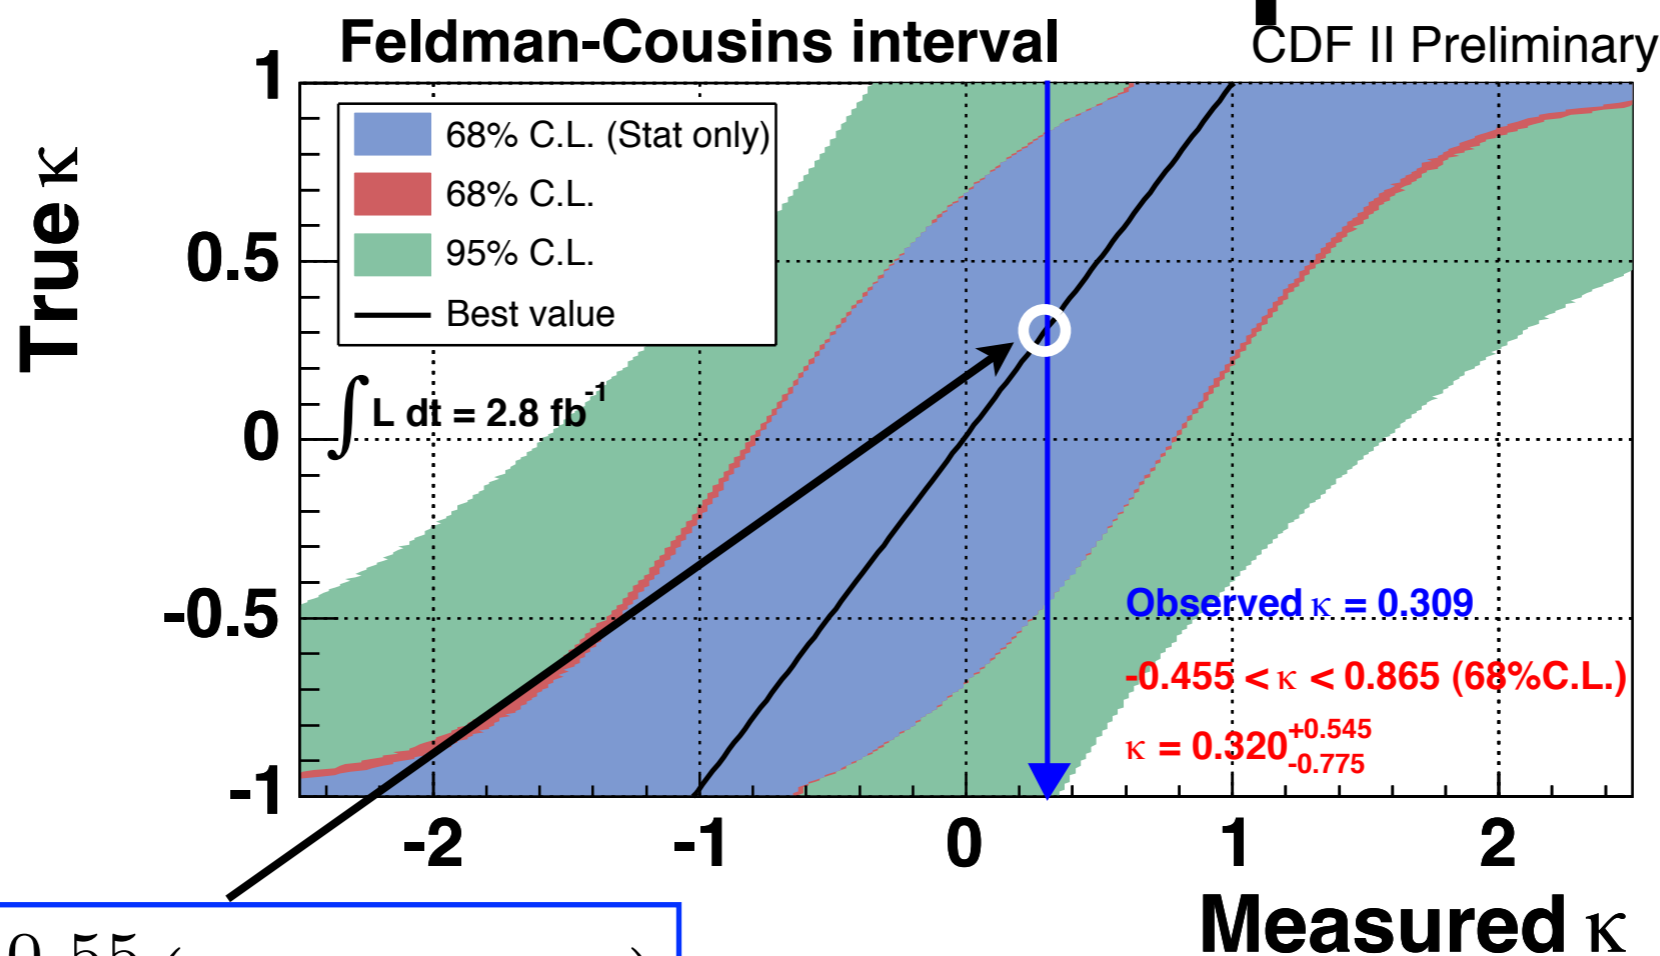 Feldman-Cousins interval
CDF II Preliminary
68% C.L. (Stat only)
68% C.L.
95% C.L.
Best value
∫ L dt = 2.8 fb⁻¹
True κ
1
0.5
0
-0.5
-1
Observed κ = 0.309
-0.455 < κ < 0.865 (68%C.L.)
κ = 0.320 +0.545 -0.775
-2 -1 0 1 2
Measured κ
0.55 (